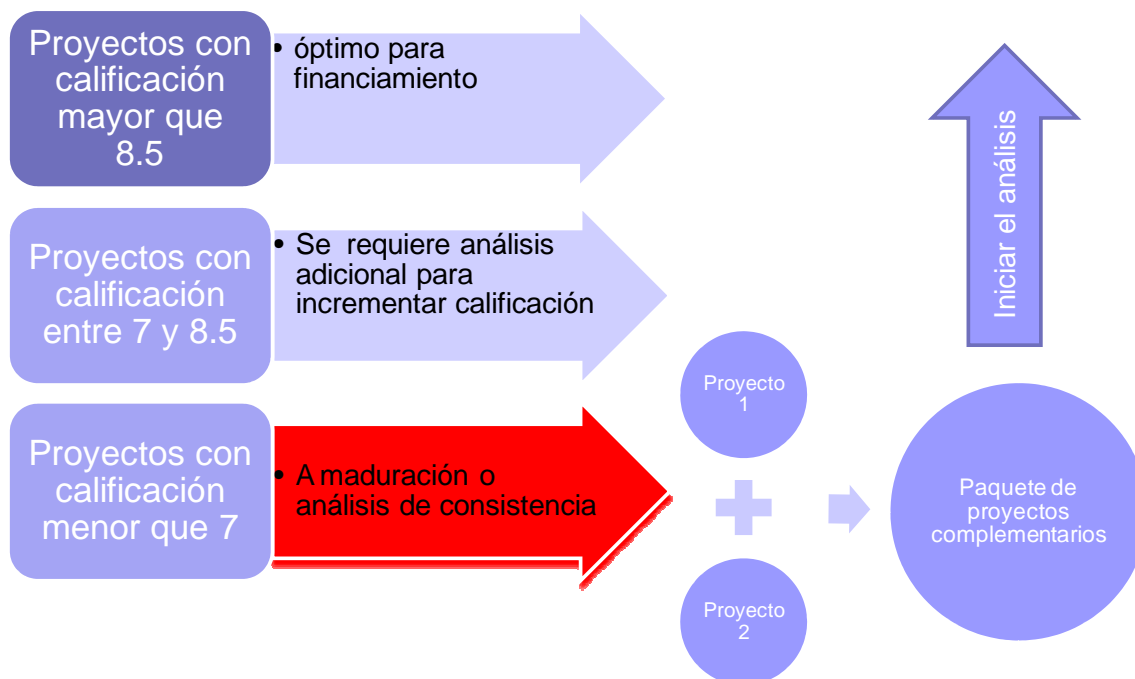 Proyectos con
calificación
mayor que
8.5
• óptimo para
financiamiento
Proyectos con
calificación
entre 7 y 8.5
• Se requiere análisis
adicional para
incrementar calificación
Proyectos con
calificación
menor que 7
• A maduración o
análisis de consistencia
Proyecto
1
Proyecto
2
Paquete de
proyectos
complementarios
Iniciar el análisis